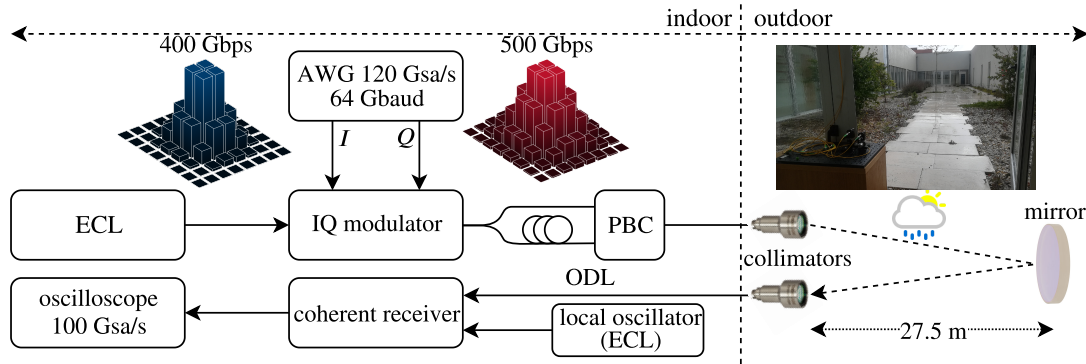 indoor
outdoor
400 Gbps
500 Gbps
AWG 120 Gsa/s
64 Gbaud
I
Q
ECL
IQ modulator
PBC
mirror
collimators
ODL
oscilloscope
100 Gsa/s
coherent receiver
local oscillator
(ECL)
27.5 m